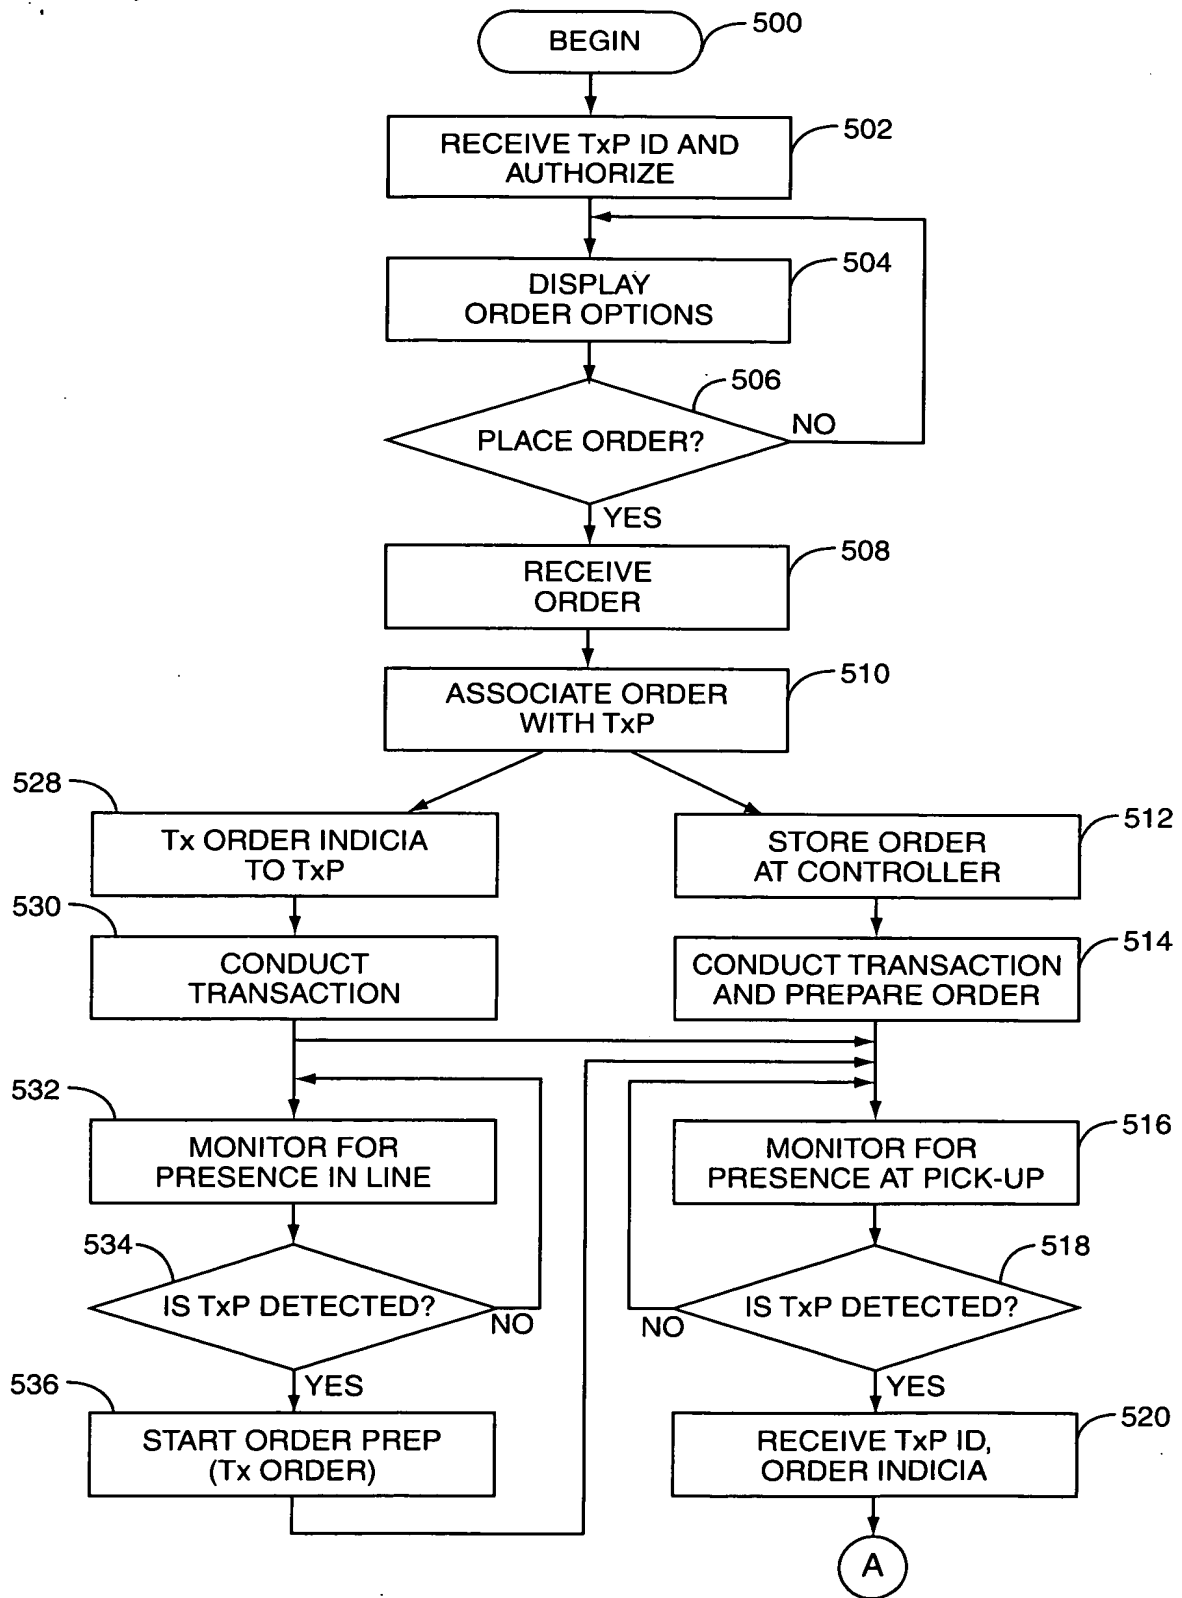 BEGIN
500
RECEIVE TxP ID AND
AUTHORIZE
502
DISPLAY
ORDER OPTIONS
504
PLACE ORDER?
506
NO
YES
RECEIVE
ORDER
508
ASSOCIATE ORDER
WITH TxP
510
528
Tx ORDER INDICIA
TO TxP
STORE ORDER
AT CONTROLLER
512
530
CONDUCT
TRANSACTION
CONDUCT TRANSACTION
AND PREPARE ORDER
514
532
MONITOR FOR
PRESENCE IN LINE
MONITOR FOR
PRESENCE AT PICK-UP
516
534
IS TxP DETECTED?
NO
YES
IS TxP DETECTED?
518
NO
YES
536
START ORDER PREP
(Tx ORDER)
RECEIVE TxP ID,
ORDER INDICIA
520
A